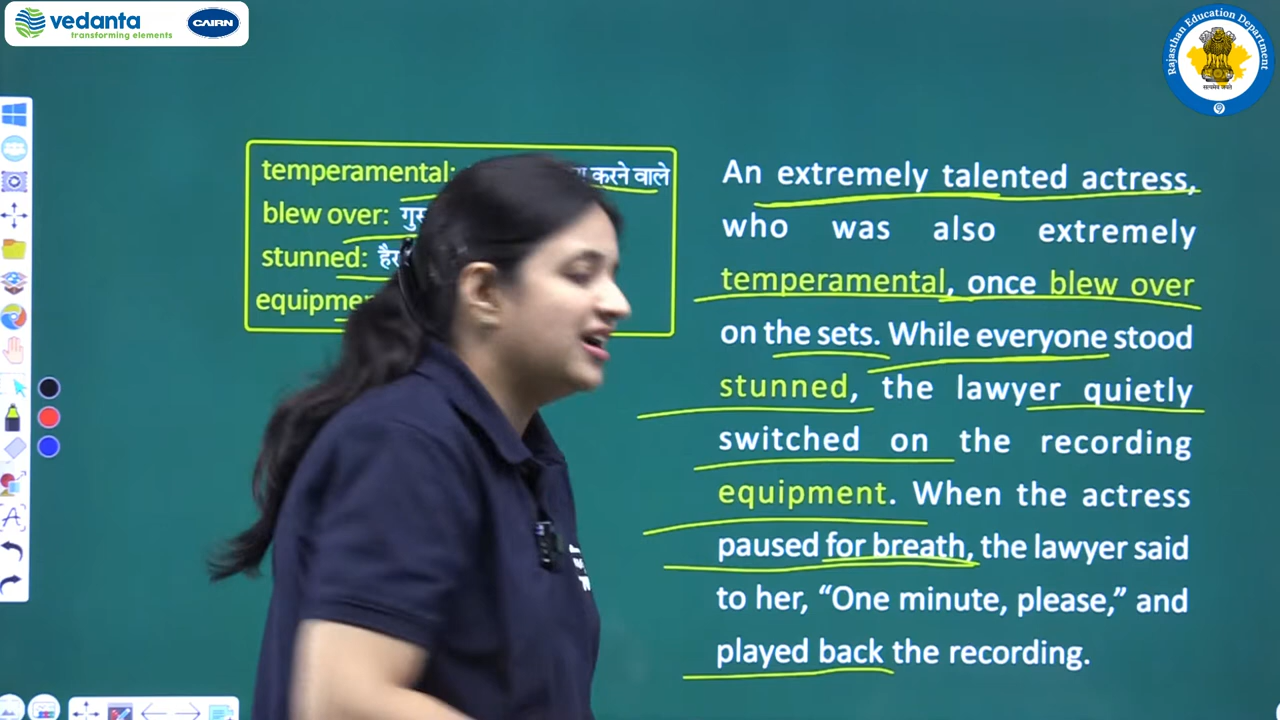 vedanta
transforming elements
CAIRN
Rajasthan Education Department
सत्यमेव जयते
temperamental: करने वाले
blew over:
stunned:
An extremely talented actress,
who was also extremely
temperamental, once blew over
on the sets. While everyone stood
stunned, the lawyer quietly
switched on the recording
equipment. When the actress
paused for breath, the lawyer said
to her, “One minute, please,” and
played back the recording.